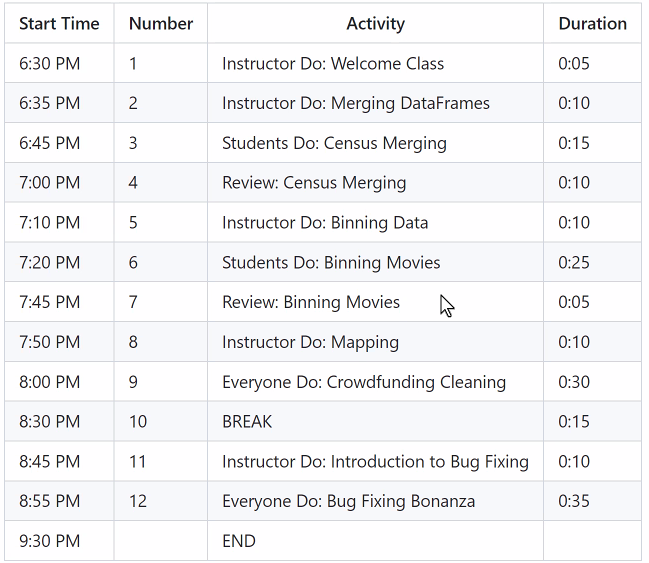 Start Time Number Activity Duration
6:30 PM 1 Instructor Do: Welcome Class 0:05
6:35 PM 2 Instructor Do: Merging DataFrames 0:10
6:45 PM 3 Students Do: Census Merging 0:15
7:00 PM 4 Review: Census Merging 0:10
7:10 PM 5 Instructor Do: Binning Data 0:10
7:20 PM 6 Students Do: Binning Movies 0:25
7:45 PM 7 Review: Binning Movies 0:05
7:50 PM 8 Instructor Do: Mapping 0:10
8:00 PM 9 Everyone Do: Crowdfunding Cleaning 0:30
8:30 PM 10 BREAK 0:15
8:45 PM 11 Instructor Do: Introduction to Bug Fixing 0:10
8:55 PM 12 Everyone Do: Bug Fixing Bonanza 0:35
9:30 PM END